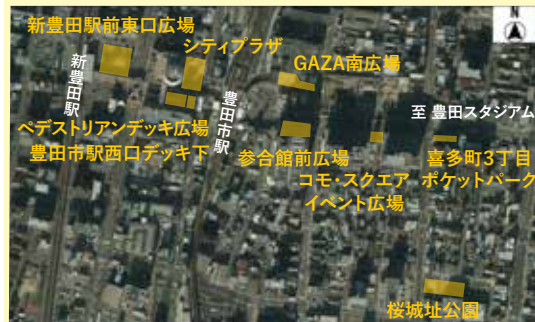 N
新豊田駅前東口広場
シティプラザ
GAZA南広場
新豊田駅
豊田市駅
至 豊田スタジアム
ペデストリアンデッキ広場
豊田市駅西口デッキ下
参合館前広場
コモ・スクエア
イベント広場
喜多町3丁目
ポケットパーク
桜城址公園